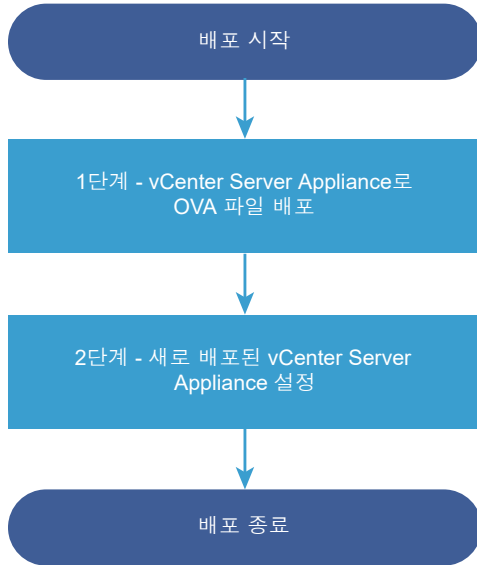 배포 시작
1단계 - vCenter Server Appliance로
OVA 파일 배포
2단계 - 새로 배포된 vCenter Server
Appliance 설정
배포 종료